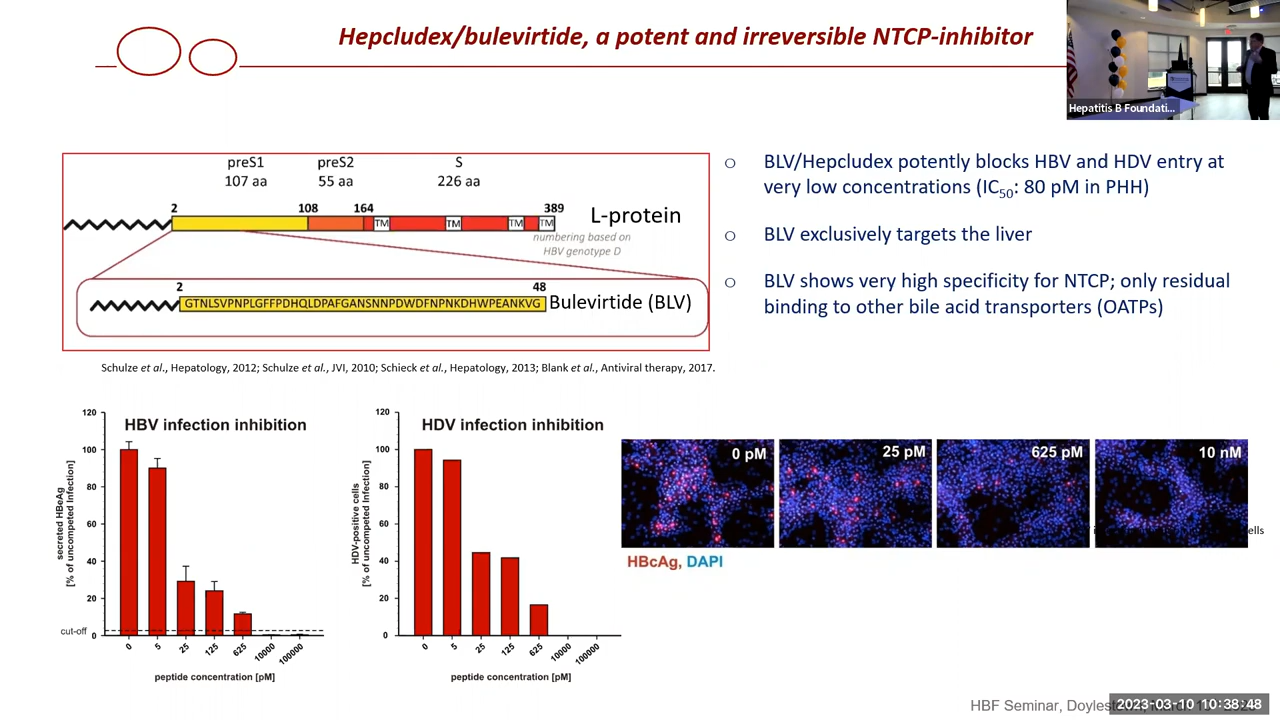 Hepcludex/bulevirtide, a potent and irreversible NTCP-inhibitor
Hepatitis B Foundati...
preS1 preS2 S
107 aa 55 aa 226 aa
2 108 164 389
TM TM TM TM
L-protein
numbering based on
HBV genotype D
2 48
GTNLSVPNPLGFFPDHQLDPAFGANSNNPDWDFNPNKDHWPEANKVG Bulevirtide (BLV)
Schulze et al., Hepatology, 2012; Schulze et al., JVI, 2010; Schieck et al., Hepatology, 2013; Blank et al., Antiviral therapy, 2017.
o BLV/Hepcludex potently blocks HBV and HDV entry at
very low concentrations (IC50: 80 pM in PHH)
o BLV exclusively targets the liver
o BLV shows very high specificity for NTCP; only residual
binding to other bile acid transporters (OATPs)
HBV infection inhibition
secreted HBeAg
[% of uncompeted Infection]
120
100
80
60
40
20
0
cut-off
0 5 25 125 625 10000 100000
peptide concentration [pM]
HDV infection inhibition
HDV-positive cells
[% of uncompeted Infection]
120
100
80
60
40
20
0
0 5 25 125 625 10000 100000
peptide concentration [pM]
0 pM 25 pM 625 pM 10 nM
ells
HBcAg, DAPI
HBF Seminar, Doylest
2023-03-10 10:38:48